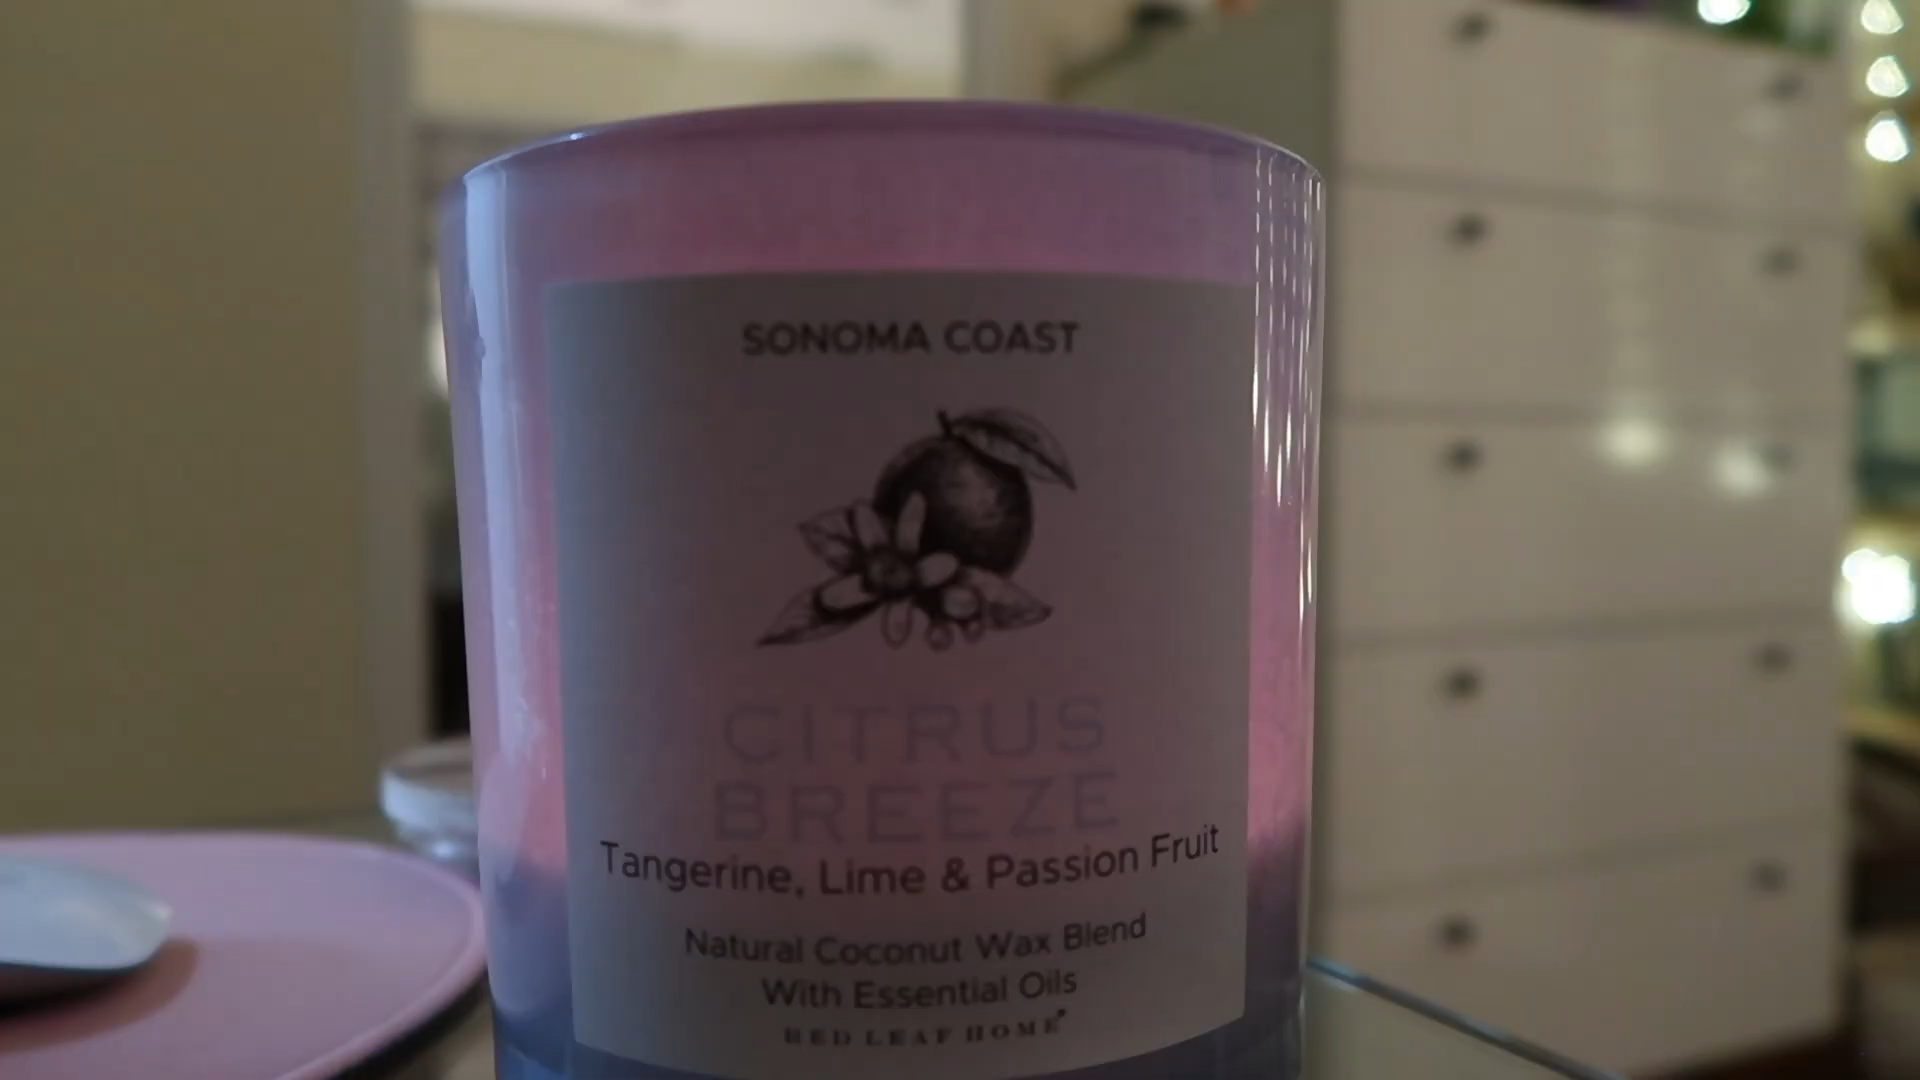 SONOMA COAST
CITRUS
BREEZE
Tangerine, Lime & Passion Fruit
Natural Coconut Wax Blend
With Essential Oils
RED LEAF HOME